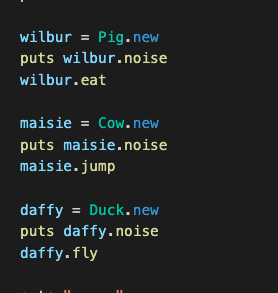 wilbur = Pig.new
puts wilbur.noise
wilbur.eat
maisie = Cow.new
puts maisie.noise
maisie.jump
daffy = Duck.new
puts daffy.noise
daffy.fly